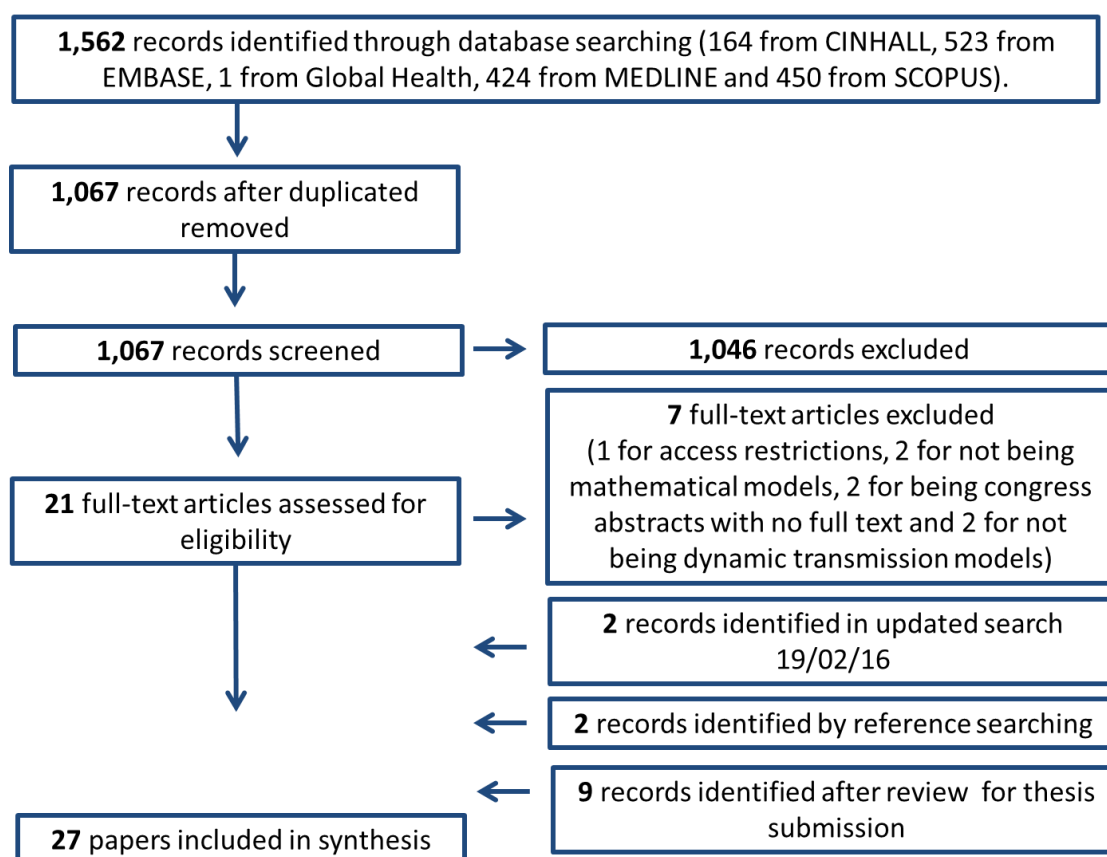 1,562 records identified through database searching (164 from CINHALL, 523 from
EMBASE, 1 from Global Health, 424 from MEDLINE and 450 from SCOPUS).
1,067 records after duplicated
removed
1,067 records screened
1,046 records excluded
7 full-text articles excluded
(1 for access restrictions, 2 for not being
mathematical models, 2 for being congress
abstracts with no full text and 2 for not
being dynamic transmission models)
21 full-text articles assessed for
eligibility
2 records identified in updated search
19/02/16
2 records identified by reference searching
9 records identified after review for thesis
submission
27 papers included in synthesis